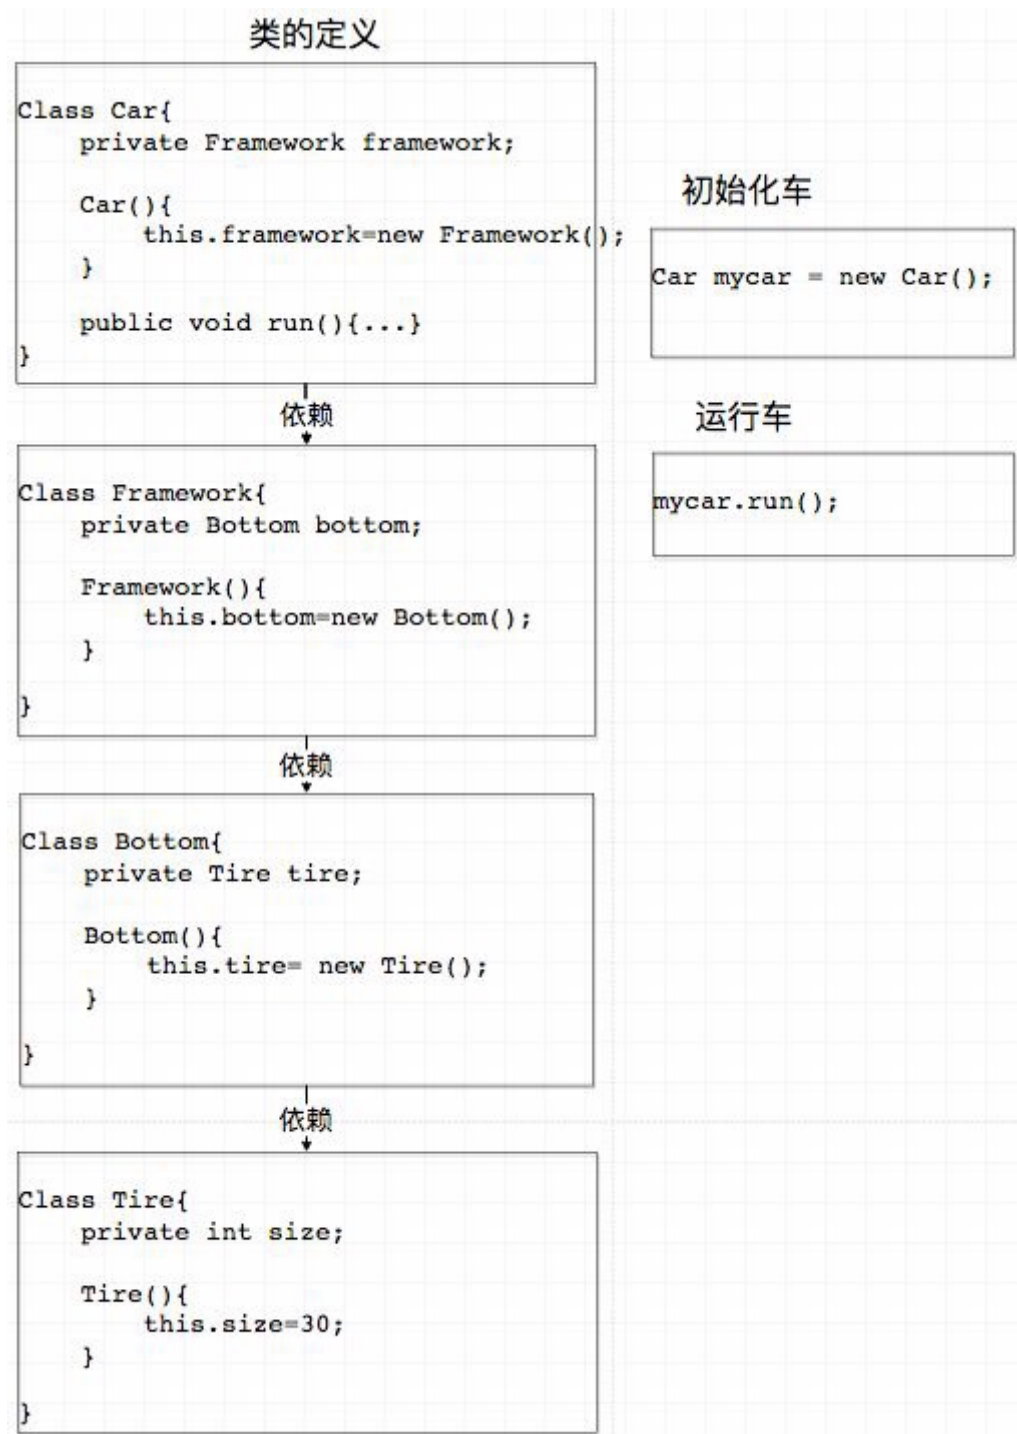 类的定义
Class Car{
private Framework framework;
Car(){
this.framework=new Framework();
}
public void run(){...}
}
依赖
Class Framework{
private Bottom bottom;
Framework(){
this.bottom=new Bottom();
}
}
依赖
Class Bottom{
private Tire tire;
Bottom(){
this.tire= new Tire();
}
}
依赖
Class Tire{
private int size;
Tire(){
this.size=30;
}
}
初始化车
Car mycar = new Car();
运行车
mycar.run();